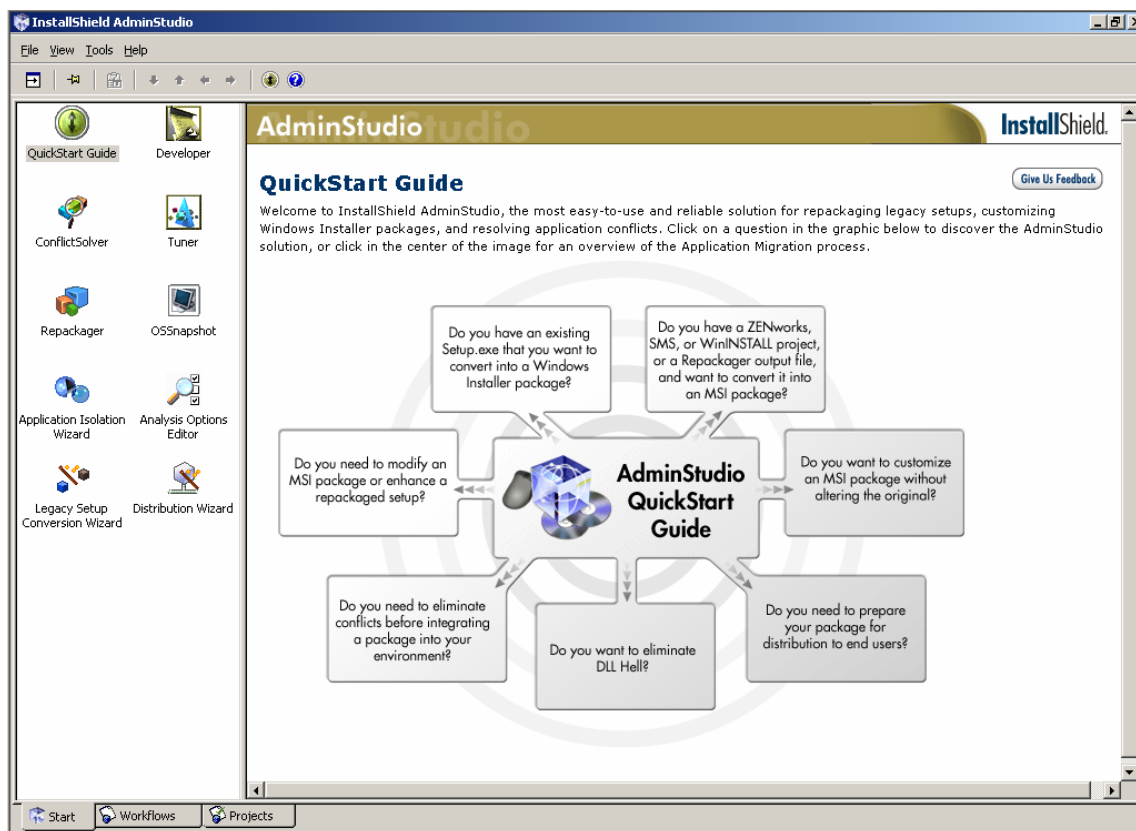 InstallShield AdminStudio
File View Tools Help
QuickStart Guide
Developer
ConflictSolver
Tuner
Repackager
OSSnapshot
Application Isolation
Wizard
Analysis Options
Editor
Legacy Setup
Conversion Wizard
Distribution Wizard
AdminStudio
InstallShield.
QuickStart Guide
Give Us Feedback
Welcome to InstallShield AdminStudio, the most easy-to-use and reliable solution for repackaging legacy setups, customizing
Windows Installer packages, and resolving application conflicts. Click on a question in the graphic below to discover the AdminStudio
solution, or click in the center of the image for an overview of the Application Migration process.
Do you have an existing
Setup.exe that you want to
convert into a Windows
Installer package?
Do you have a ZENworks,
SMS, or WinINSTALL project,
or a Repackager output file,
and want to convert it into
an MSI package?
Do you need to modify an
MSI package or enhance a
repackaged setup?
AdminStudio
QuickStart
Guide
Do you want to customize
an MSI package without
altering the original?
Do you need to eliminate
conflicts before integrating
a package into your
environment?
Do you want to eliminate
DLL Hell?
Do you need to prepare
your package for
distribution to end users?
Start
Workflows
Projects